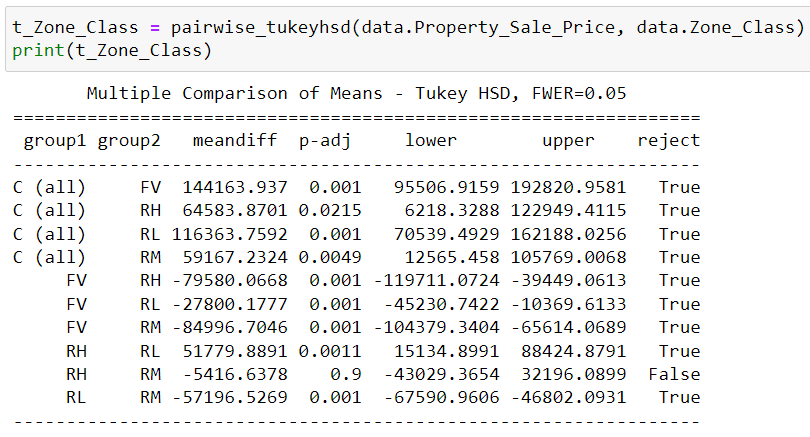 t_Zone_Class = pairwise_tukeyhsd(data.Property_Sale_Price, data.Zone_Class)
print(t_Zone_Class)
Multiple Comparison of Means - Tukey HSD, FWER=0.05
================================================================
group1 group2 meandiff p-adj lower upper reject
----------------------------------------------------------------
C (all) FV 144163.937 0.001 95506.9159 192820.9581 True
C (all) RH 64583.8701 0.0215 6218.3288 122949.4115 True
C (all) RL 116363.7592 0.001 70539.4929 162188.0256 True
C (all) RM 59167.2324 0.0049 12565.458 105769.0068 True
FV RH -79580.0668 0.001 -119711.0724 -39449.0613 True
FV RL -27800.1777 0.001 -45230.7422 -10369.6133 True
FV RM -84996.7046 0.001 -104379.3404 -65614.0689 True
RH RL 51779.8891 0.0011 15134.8991 88424.8791 True
RH RM -5416.6378 0.9 -43029.3654 32196.0899 False
RL RM -57196.5269 0.001 -67590.9606 -46802.0931 True
----------------------------------------------------------------